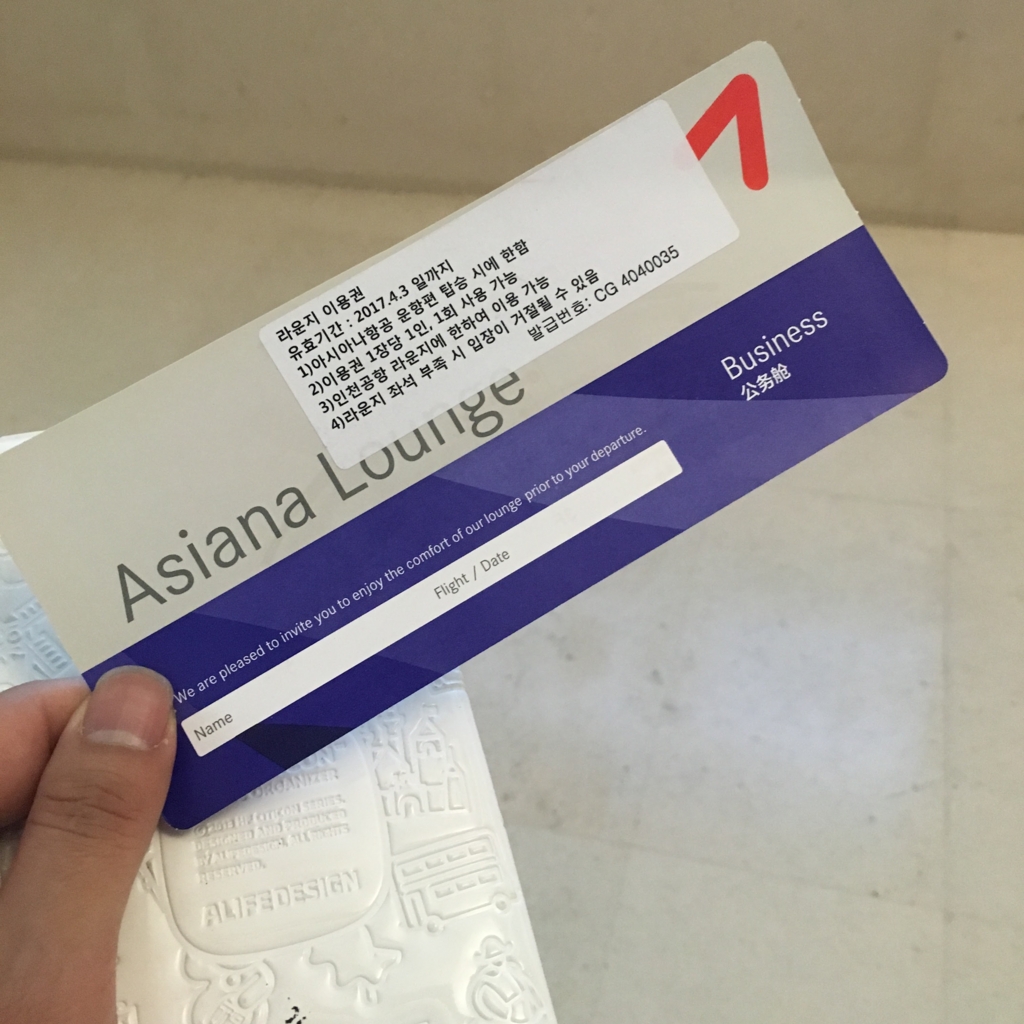 라운지 이용권
유효기간 : 2017.4.3 일까지
1)아시아나항공 운항편 탑승 시에 한함
2)이용권 1장당 1인, 1회 사용 가능
3)인천공항 라운지에 한하여 이용 가능
4)라운지 좌석 부족 시 입장이 거절될 수 있음
발급번호: CG 4040035
Asiana Lounge
Business
公务舱
We are pleased to invite you to enjoy the comfort of our lounge prior to your departure.
Name
Flight / Date
ORGANIZER
DESIGNED AND PRODUCED
RESERVED.
ALIFEDESIGN